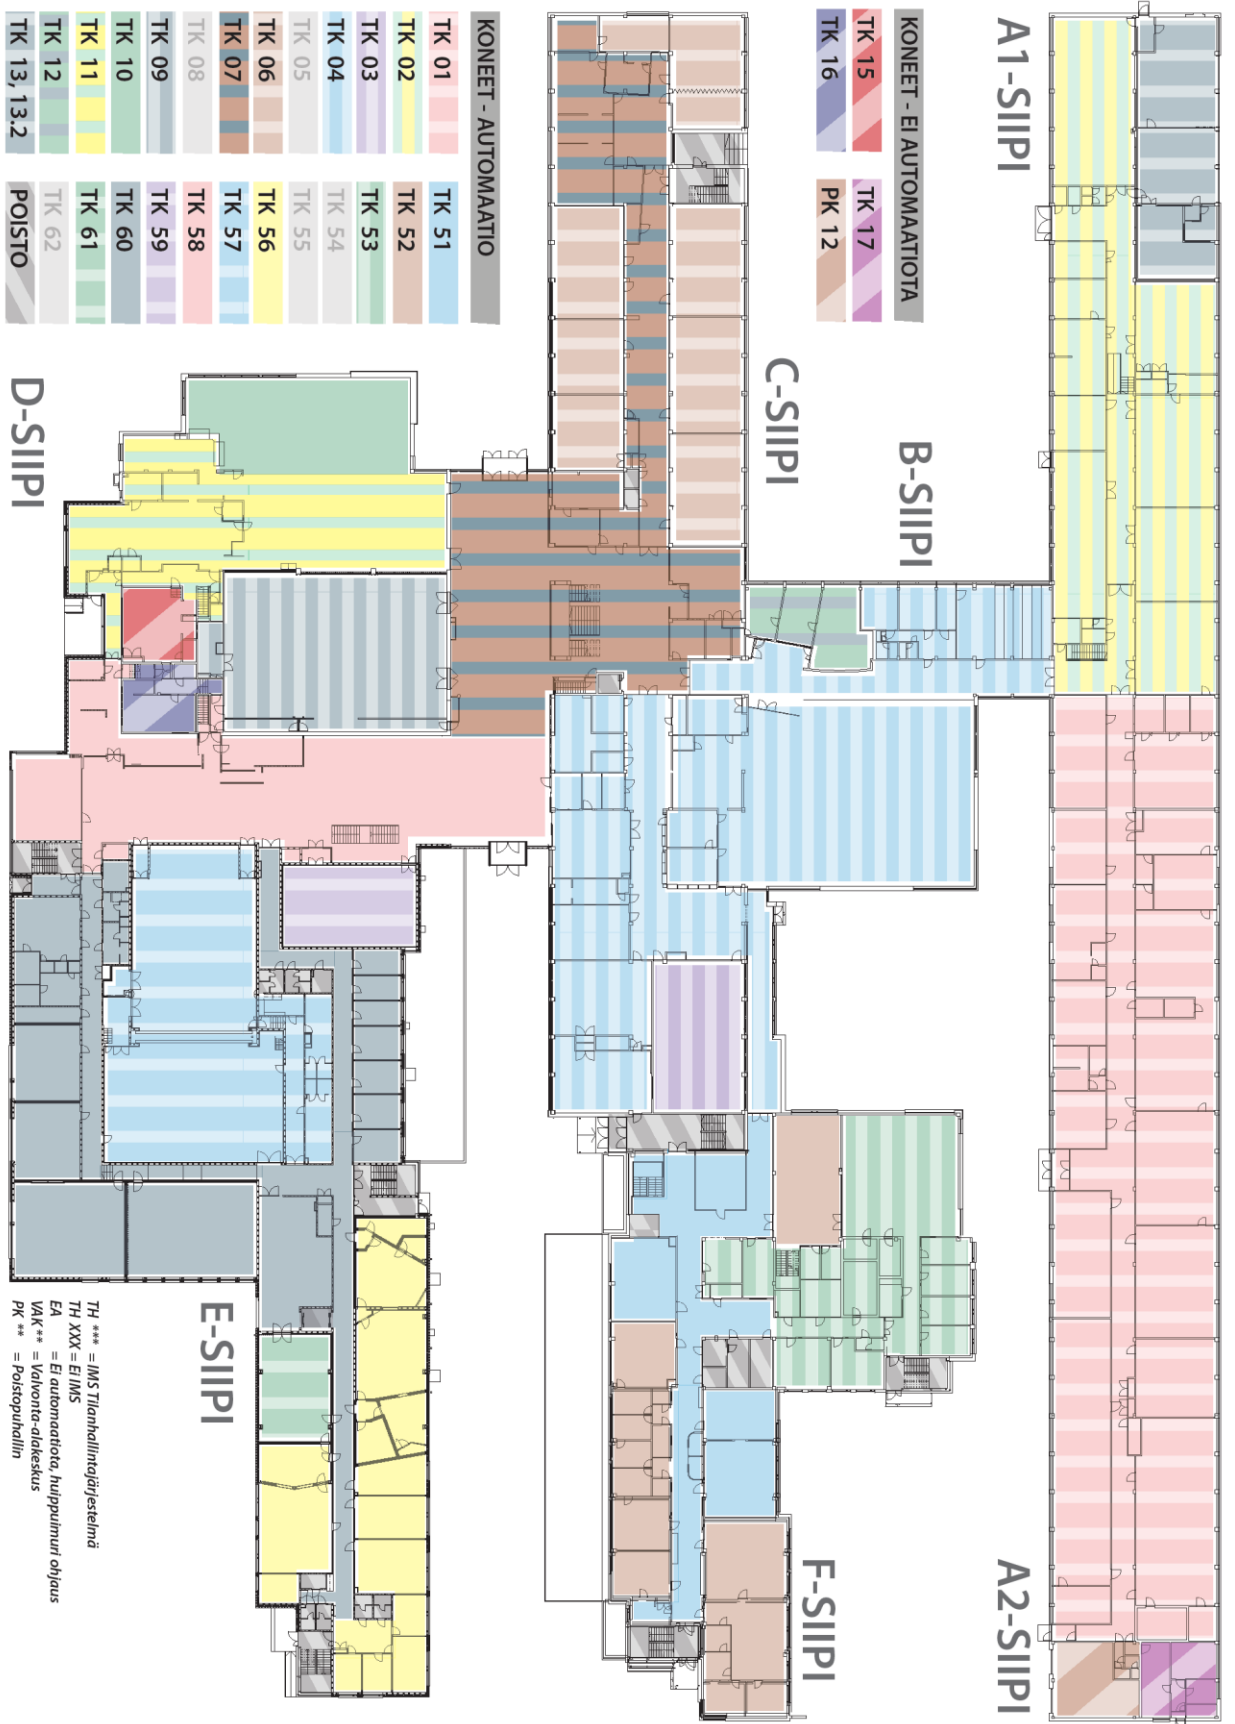 A1-SIIPI
A2-SIIPI
KONEET - EI AUTOMAATIOTA
TK 15
TK 17
TK 16
PK 12
B-SIIPI
C-SIIPI
F-SIIPI
KONEET - AUTOMAATIO
TK 01
TK 51
TK 02
TK 52
TK 03
TK 53
TK 04
TK 54
TK 05
TK 55
TK 06
TK 56
TK 07
TK 57
TK 08
TK 58
TK 09
TK 59
TK 10
TK 60
TK 11
TK 61
TK 12
TK 62
TK 13, 13.2
POISTO
D-SIIPI
E-SIIPI
TH *** = IMS Tilanhallintajärjestelmä
TH XXX = Ei IMS
EA = Ei automaatiota, huippuimuri ohjaus
VAK ** = Valvonta-alakeskus
PK ** = Poistopuhallin